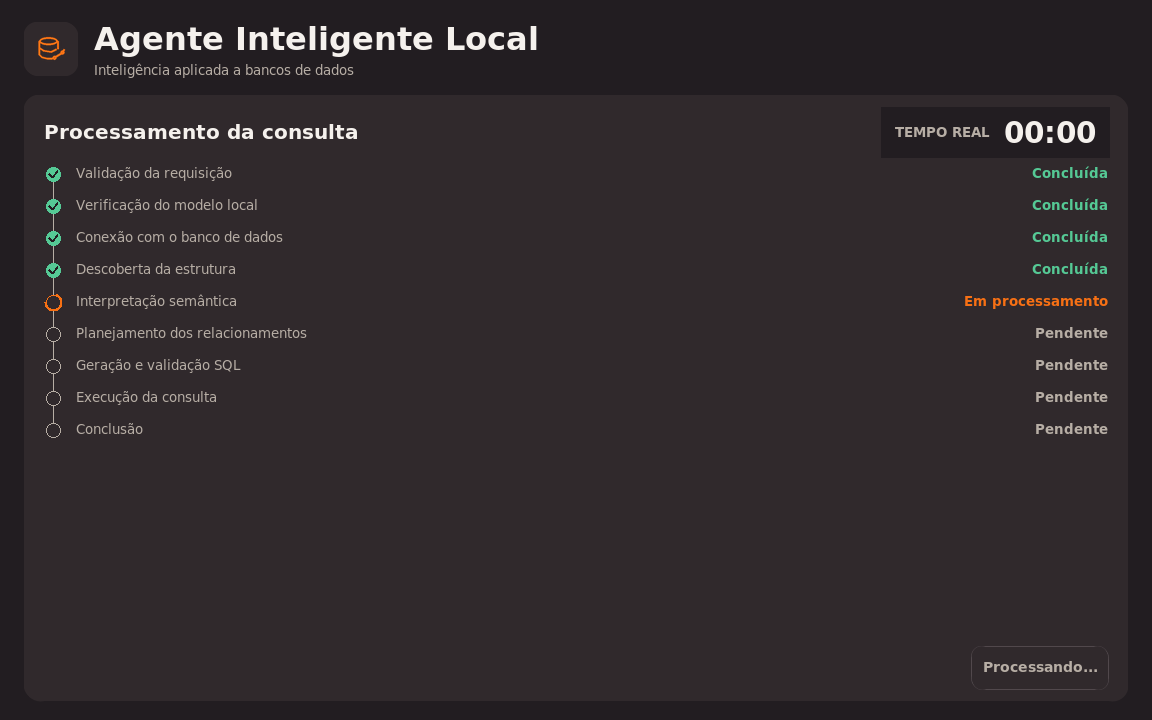 Agente Inteligente Local
Inteligência aplicada a bancos de dados
Processamento da consulta
TEMPO REAL 00:00
Validação da requisição Concluída
Verificação do modelo local Concluída
Conexão com o banco de dados Concluída
Descoberta da estrutura Concluída
Interpretação semântica Em processamento
Planejamento dos relacionamentos Pendente
Geração e validação SQL Pendente
Execução da consulta Pendente
Conclusão Pendente
Processando...